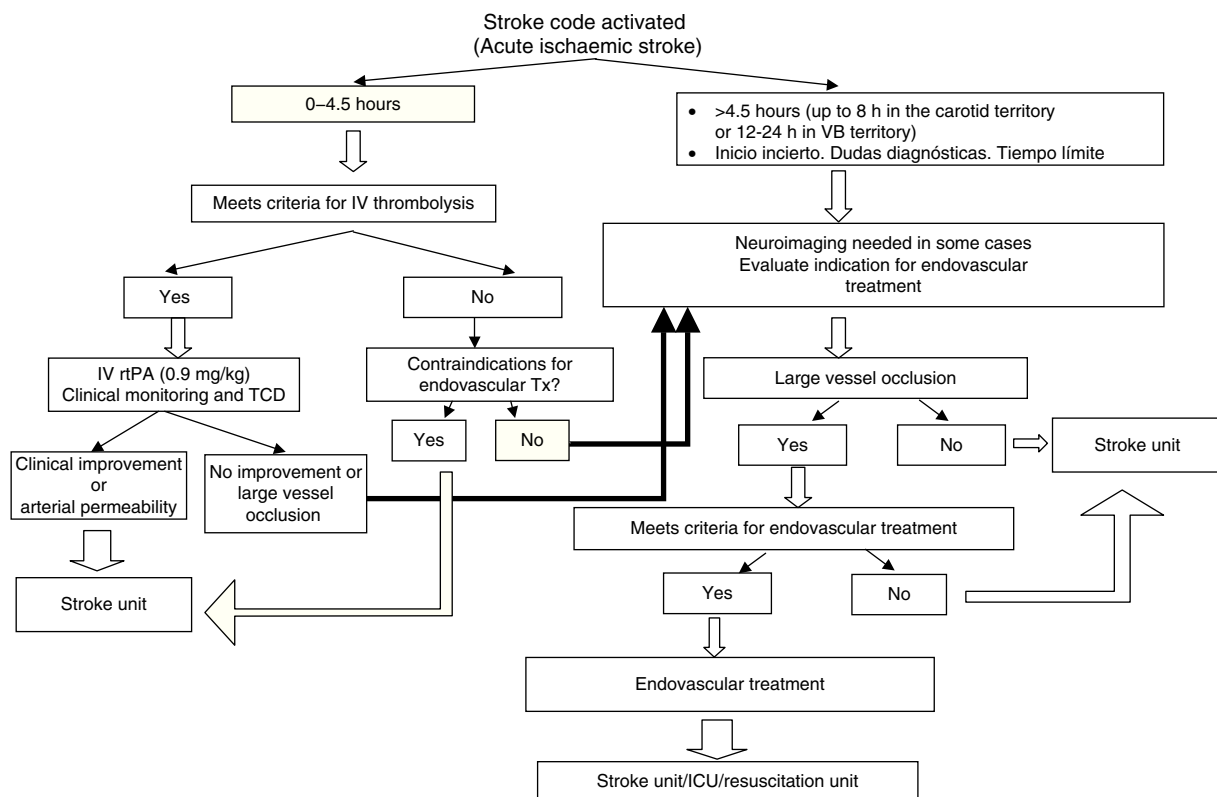 Stroke code activated
(Acute ischaemic stroke)
0–4.5 hours
• >4.5 hours (up to 8 h in the carotid territory
or 12-24 h in VB territory)
• Inicio incierto. Dudas diagnósticas. Tiempo límite
Meets criteria for IV thrombolysis
Neuroimaging needed in some cases
Evaluate indication for endovascular
treatment
Yes
No
IV rtPA (0.9 mg/kg)
Clinical monitoring and TCD
Contraindications for
endovascular Tx?
Large vessel occlusion
Yes
No
Yes
No
Stroke unit
Clinical improvement
or
arterial permeability
No improvement or
large vessel
occlusion
Meets criteria for endovascular treatment
Stroke unit
Yes
No
Endovascular treatment
Stroke unit/ICU/resuscitation unit